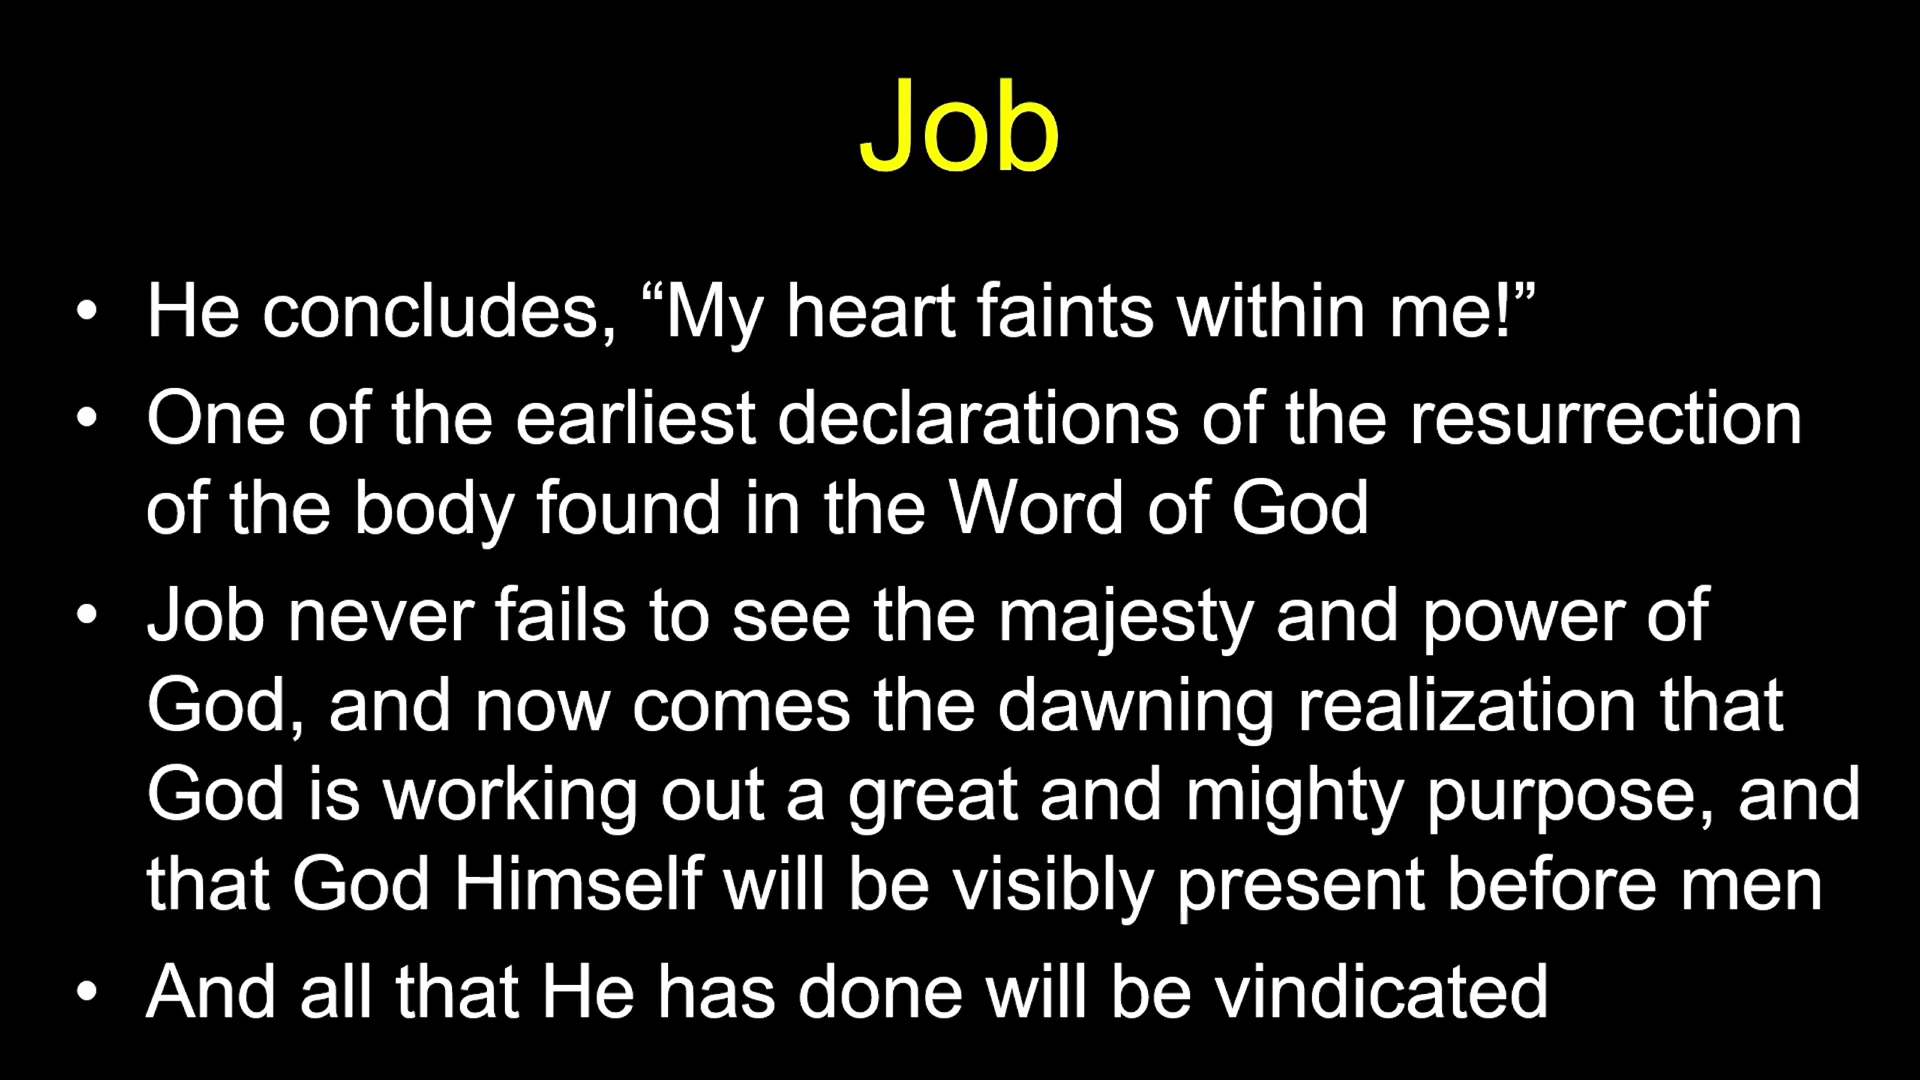 Job
• He concludes, “My heart faints within me!”
• One of the earliest declarations of the resurrection
of the body found in the Word of God
• Job never fails to see the majesty and power of
God, and now comes the dawning realization that
God is working out a great and mighty purpose, and
that God Himself will be visibly present before men
• And all that He has done will be vindicated